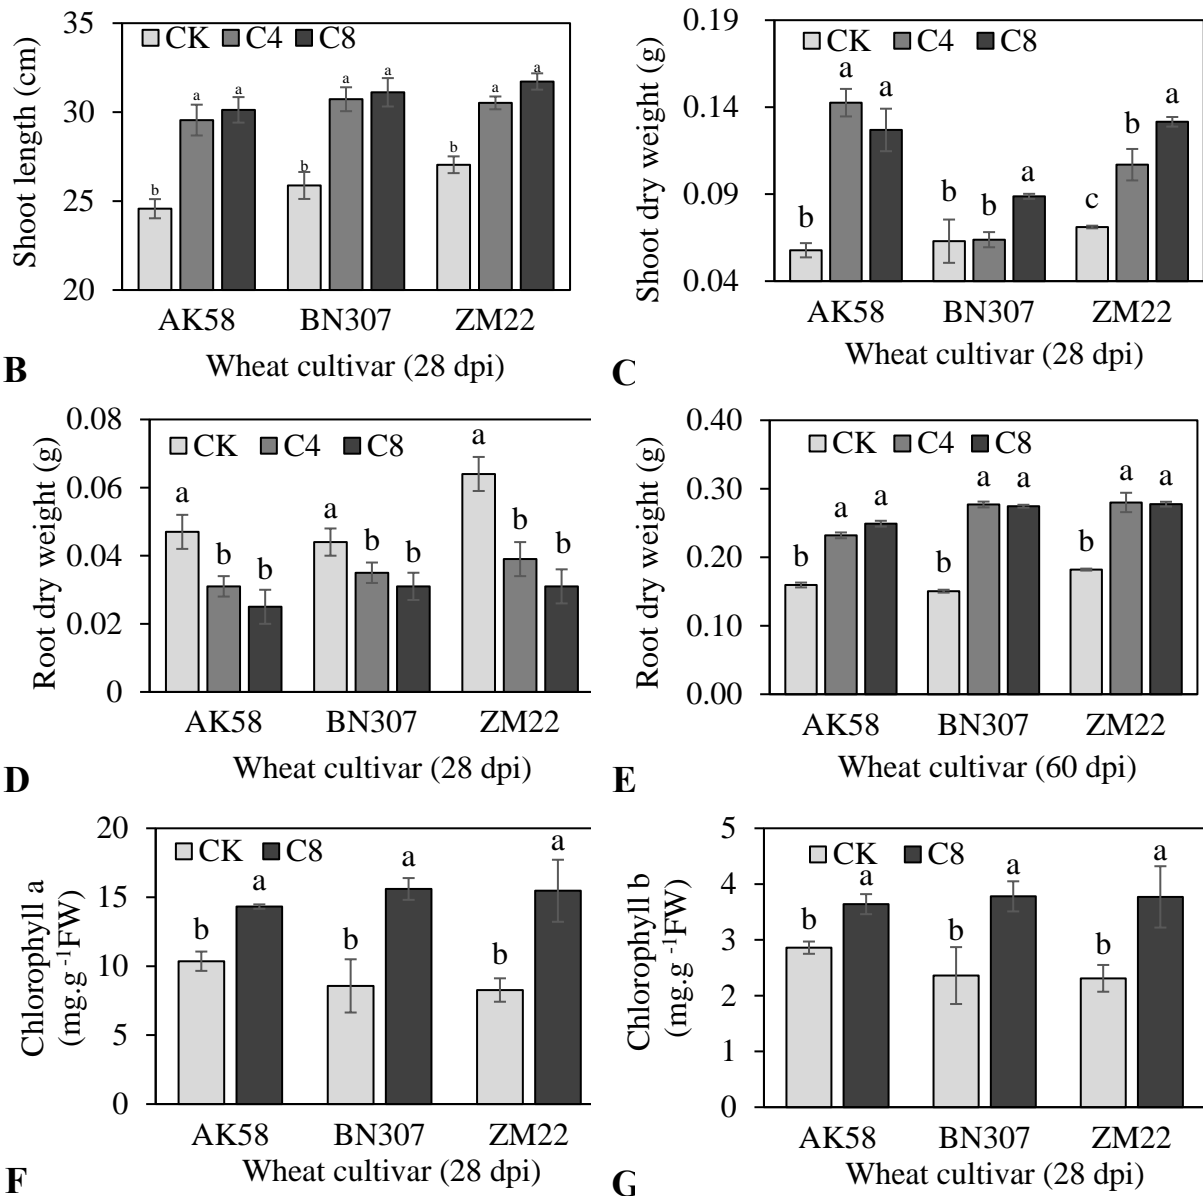 Shoot length (cm)
35
30
25
20
CK C4 C8
b a a b a a b a a
AK58 BN307 ZM22
Wheat cultivar (28 dpi)
B
Shoot dry weight (g)
0.19
0.14
0.09
0.04
CK C4 C8
b a a b b a c b a
AK58 BN307 ZM22
Wheat cultivar (28 dpi)
C
Root dry weight (g)
0.08
0.06
0.04
0.02
0
CK C4 C8
a b b a b b a b b
AK58 BN307 ZM22
Wheat cultivar (28 dpi)
D
Root dry weight (g)
0.40
0.30
0.20
0.10
0.00
CK C4 C8
b a a b a a b a a
AK58 BN307 ZM22
Wheat cultivar (60 dpi)
E
Chlorophyll a
(mg.g -1FW)
20
15
10
5
0
CK C8
b a b a b a
AK58 BN307 ZM22
Wheat cultivar (28 dpi)
F
Chlorophyll b
(mg.g -1FW)
5
4
3
2
1
0
CK C8
b a b a b a
AK58 BN307 ZM22
Wheat cultivar (28 dpi)
G